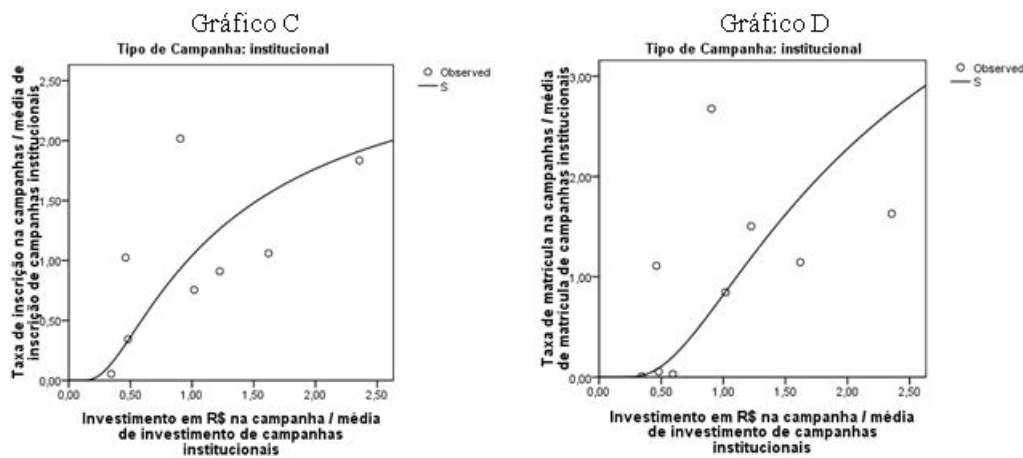 Gráfico C
Tipo de Campanha: institucional
Observed
S
Taxa de inscrição na campanhas / média de
inscrição de campanhas institucionais
2,50
2,00
1,50
1,00
0,50
0,00
0,00
0,50
1,00
1,50
2,00
2,50
Investimento em R$ na campanha / média
de investimento de campanhas
institucionais
Gráfico D
Tipo de Campanha: institucional
Observed
S
Taxa de matrícula na campanhas / média
de matrícula de campanhas institucionais
3,00
2,00
1,00
0,00
0,00
0,50
1,00
1,50
2,00
2,50
Investimento em R$ na campanha / média
de investimento de campanhas
institucionais